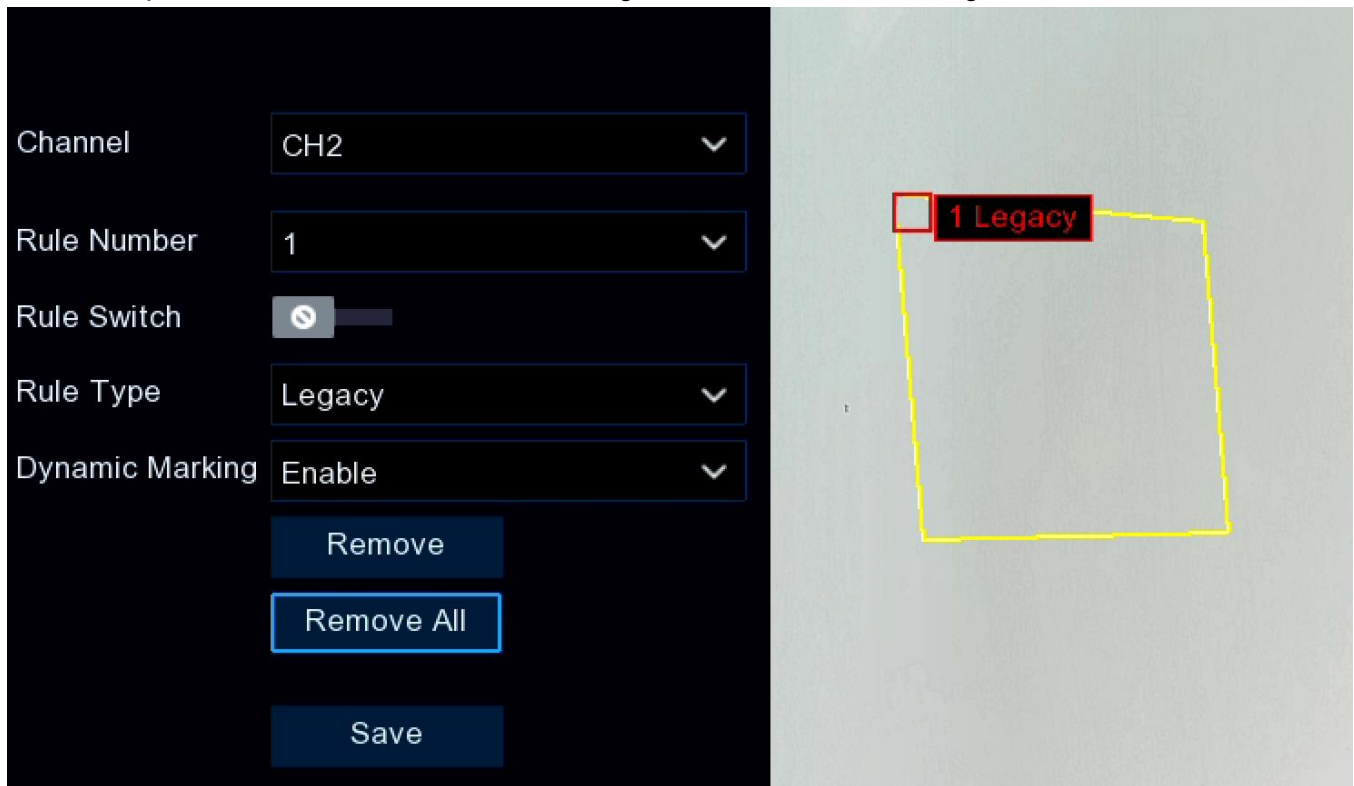 Channel CH2
Rule Number 1
1 Legacy
Rule Switch
Rule Type Legacy
Dynamic Marking Enable
Remove
Remove All
Save